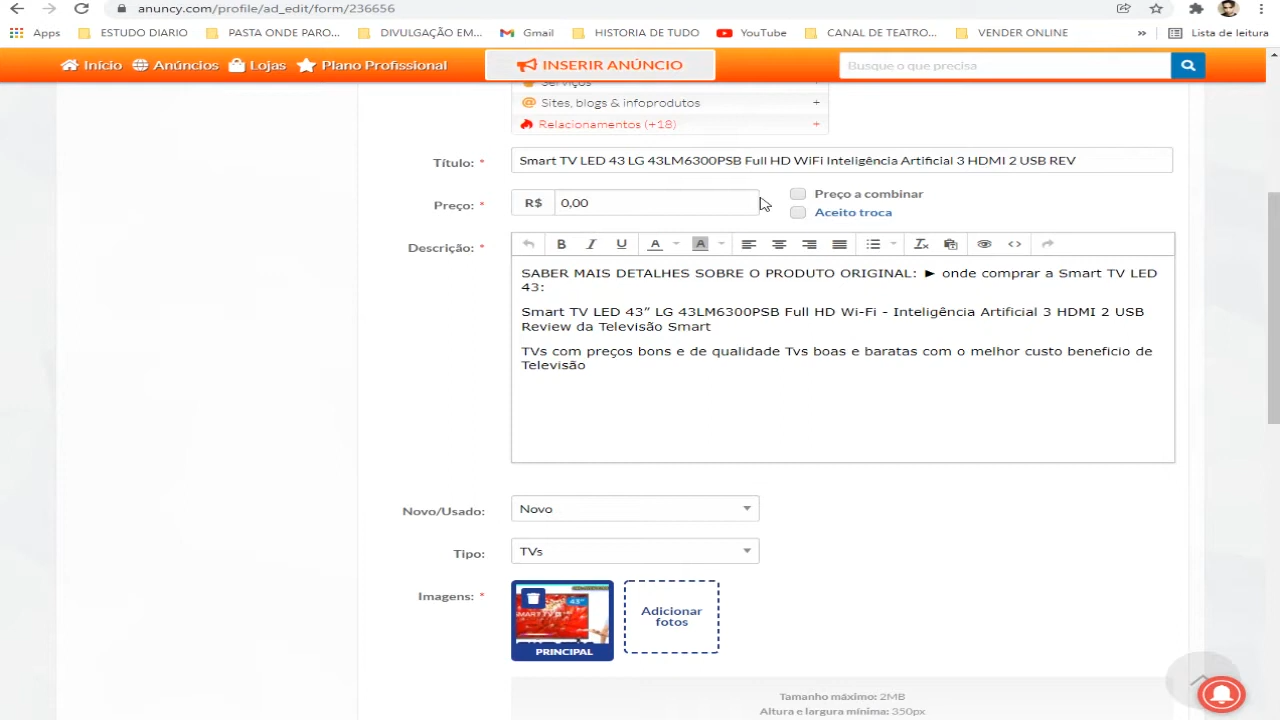 anuncy.com/profile/ad_edit/form/236656
Apps ESTUDO DIARIO PASTA ONDE PARO... DIVULGAÇÃO EM... Gmail HISTORIA DE TUDO YouTube CANAL DE TEATRO... VENDER ONLINE » Lista de leitura
Início Anúncios Lojas Plano Profissional INSERIR ANÚNCIO Busque o que precisa
Serviços
Sites, blogs & infoprodutos +
Relacionamentos (+18) +
Título: * Smart TV LED 43 LG 43LM6300PSB Full HD WiFi Inteligência Artificial 3 HDMI 2 USB REV
Preço: * R$ 0,00 Preço a combinar
Aceito troca
Descrição: * B I U A A
SABER MAIS DETALHES SOBRE O PRODUTO ORIGINAL: ► onde comprar a Smart TV LED
43:
Smart TV LED 43” LG 43LM6300PSB Full HD Wi-Fi - Inteligência Artificial 3 HDMI 2 USB
Review da Televisão Smart
TVs com preços bons e de qualidade Tvs boas e baratas com o melhor custo beneficio de
Televisão
Novo/Usado: Novo
Tipo: TVs
Imagens: *
43"
SMART TV
Adicionar
fotos
PRINCIPAL
Tamanho máximo: 2MB
Altura e largura mínima: 350px